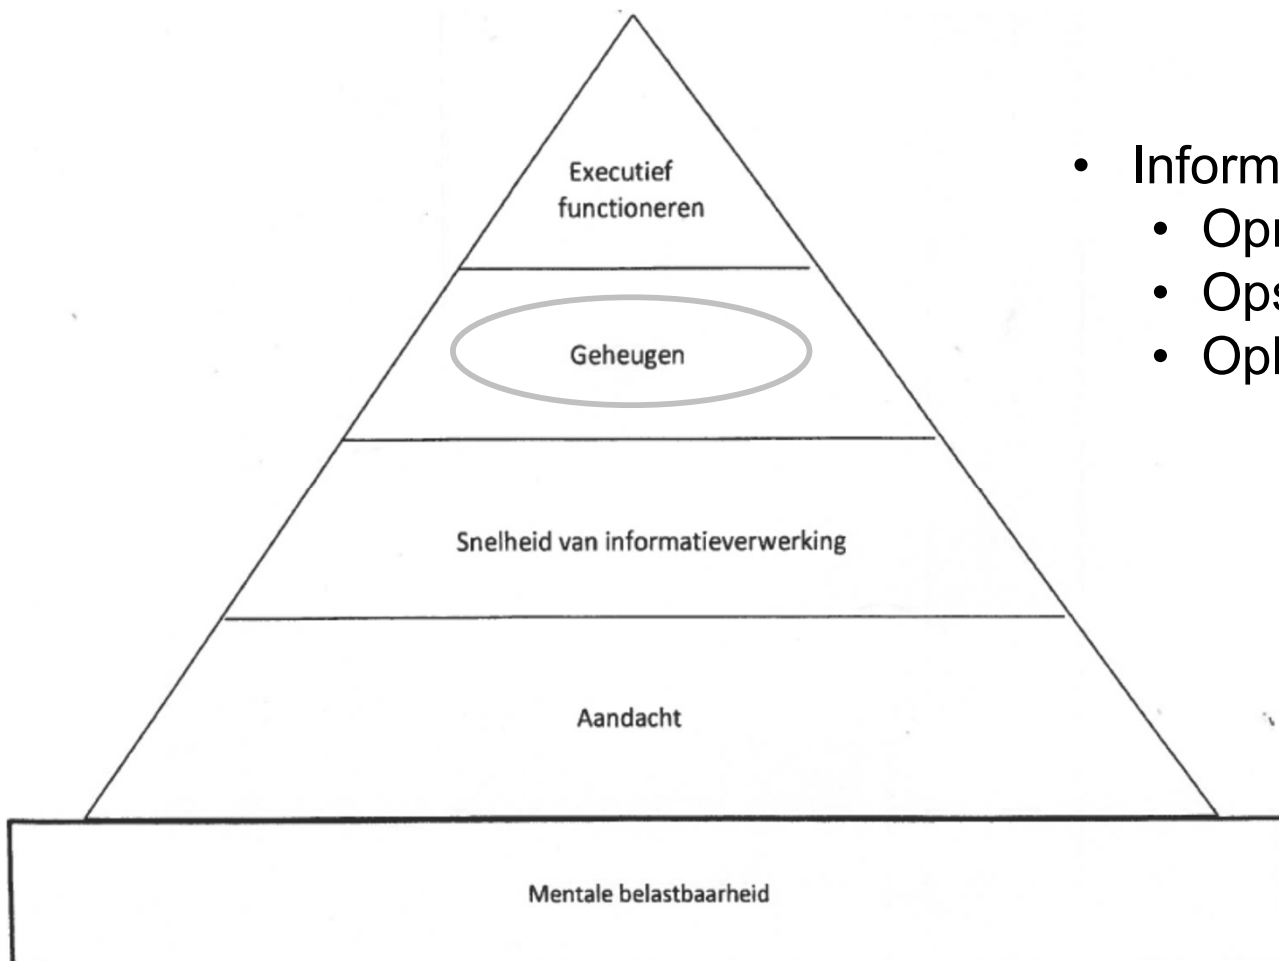 Executief
functioneren
Geheugen
Snelheid van informatieverwerking
Aandacht
Mentale belastbaarheid
•
•
•
•